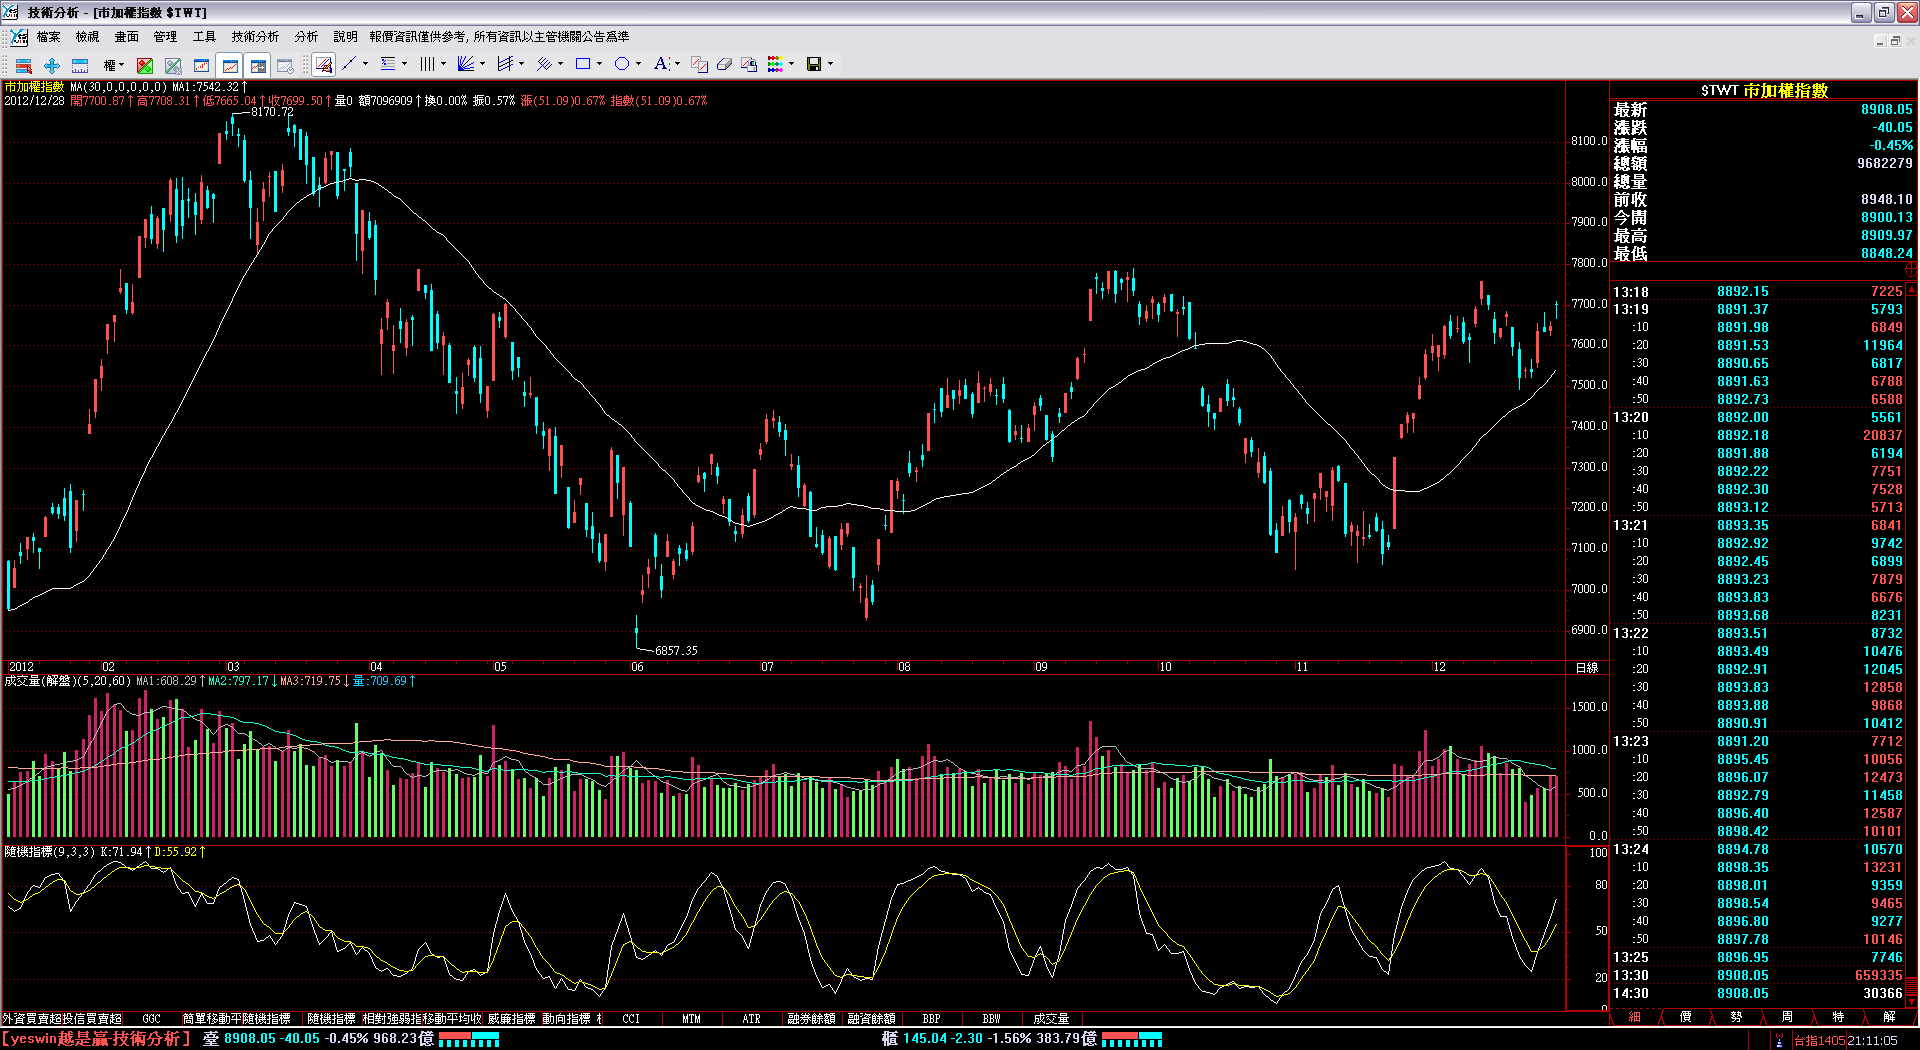 技術分析 - [市加權指數 $TWT]
檔案 檢視 畫面 管理 工具 技術分析 分析 說明 報價資訊僅供參考, 所有資訊以主管機關公告為準
權
市加權指數 MA(30,0,0,0,0,0) MA1:7542.32↑
2012/12/28 開7700.87↑高7708.31↑低7665.04↑收7699.50↑量0 額7096909↑換0.00% 振0.57% 漲(51.09)0.67% 指數(51.09)0.67%
8170.72
8100.0
8000.0
7900.0
7800.0
7700.0
7600.0
7500.0
7400.0
7300.0
7200.0
7100.0
7000.0
6900.0
6857.35
2012 02 03 04 05 06 07 08 09 10 11 12 日線
成交量(解盤)(5,20,60) MA1:608.29↑MA2:797.17↓MA3:719.75↓量:709.69↑
1500.0
1000.0
500.0
0.0
隨機指標(9,3,3) K:71.94↑D:55.92↑
100
80
50
20
外資買賣超 投信買賣超 GGC 簡單移動平 隨機指標 隨機指標 相對強弱指 移動平均收 威廉指標 動向指標 CCI MTM ATR 融券餘額 融資餘額 BBP BBW 成交量
$TWT 市加權指數
最新 8908.05
漲跌 -40.05
漲幅 -0.45%
總額 9682279
總量
前收 8948.10
今開 8900.13
最高 8909.97
最低 8848.24
13:18 8892.15 7225
13:19 8891.37 5793
:10 8891.98 6849
:20 8891.53 11964
:30 8890.65 6817
:40 8891.63 6788
:50 8892.73 6588
13:20 8892.00 5561
:10 8892.18 20837
:20 8891.88 6194
:30 8892.22 7751
:40 8892.30 7528
:50 8893.12 5713
13:21 8893.35 6841
:10 8892.92 9742
:20 8892.45 6899
:30 8893.23 7879
:40 8893.83 6676
:50 8893.68 8231
13:22 8893.51 8732
:10 8893.49 10476
:20 8892.91 12045
:30 8893.83 12858
:40 8893.88 9868
:50 8890.91 10412
13:23 8891.20 7712
:10 8895.45 10056
:20 8896.07 12473
:30 8892.79 11458
:40 8896.40 12587
:50 8898.42 10101
13:24 8894.78 10570
:10 8898.35 13231
:20 8898.01 9359
:30 8898.54 9465
:40 8896.80 9277
:50 8897.78 10146
13:25 8896.95 7746
13:30 8908.05 659335
14:30 8908.05 30366
細 價 勢 周 特 解
[yeswin越是贏-技術分析] 臺 8908.05 -40.05 -0.45% 968.23億 櫃 145.04 -2.30 -1.56% 383.79億 台指1405 21:11:05